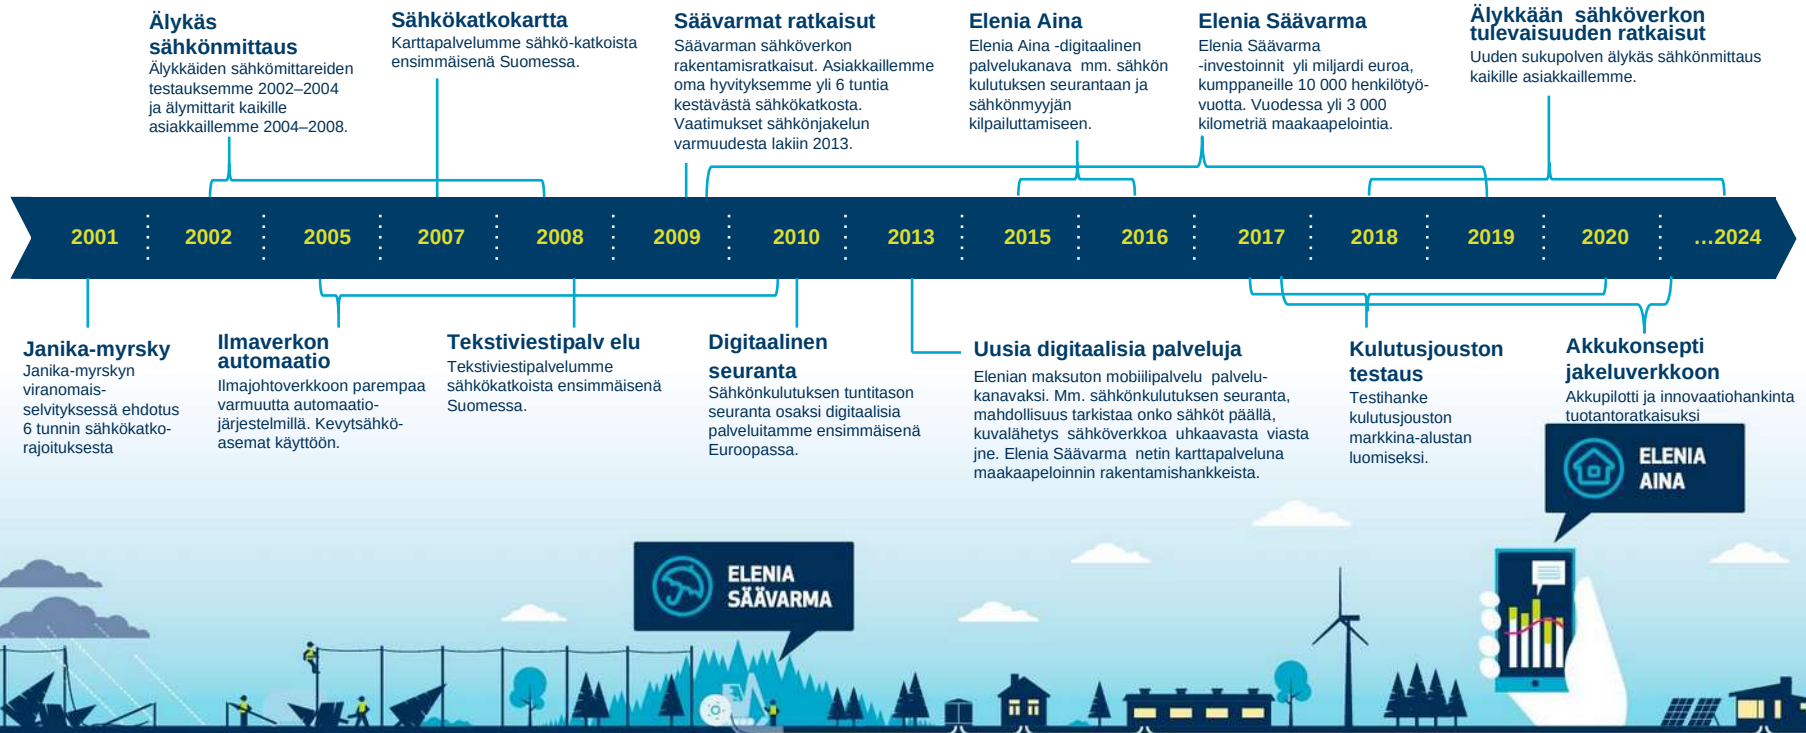 Älykäs
sähkönmittaus
Älykkäiden sähkömittareiden
testauksemme 2002–2004
ja älymittarit kaikille
asiakkaillemme 2004–2008.
Sähkökatkokartta
Karttapalvelumme sähkö-katkoista
ensimmäisenä Suomessa.
Säävarmat ratkaisut
Säävarman sähköverkon
rakentamisratkaisut. Asiakkaillemme
oma hyvityksemme yli 6 tuntia
kestävästä sähkökatkosta.
Vaatimukset sähkönjakelun
varmuudesta lakiin 2013.
Elenia Aina
Elenia Aina -digitaalinen
palvelukanava mm. sähkön
kulutuksen seurantaan ja
sähkönmyyjän
kilpailuttamiseen.
Elenia Säävarma
Elenia Säävarma
-investoinnit yli miljardi euroa,
kumppaneille 10 000 henkilötyö-
vuotta. Vuodessa yli 3 000
kilometriä maakaapelointia.
Älykkään sähköverkon
tulevaisuuden ratkaisut
Uuden sukupolven älykäs sähkönmittaus
kaikille asiakkaillemme.
2001 2002 2005 2007 2008 2009 2010 2013 2015 2016 2017 2018 2019 2020 ...2024
Janika-myrsky
Janika-myrskyn
viranomais-
selvityksessä ehdotus
6 tunnin sähkökatko-
rajoituksesta
Ilmaverkon
automaatio
Ilmajohtoverkkoon parempaa
varmuutta automaatio-
järjestelmillä. Kevytsähkö-
asemat käyttöön.
Tekstiviestipalv elu
Tekstiviestipalvelumme
sähkökatkoista ensimmäisenä
Suomessa.
Digitaalinen
seuranta
Sähkönkulutuksen tuntitason
seuranta osaksi digitaalisia
palveluitamme ensimmäisenä
Euroopassa.
Uusia digitaalisia palveluja
Elenian maksuton mobiilipalvelu palvelu-
kanavaksi. Mm. sähkönkulutuksen seuranta,
mahdollisuus tarkistaa onko sähköt päällä,
kuvalähetys sähköverkkoa uhkaavasta viasta
jne. Elenia Säävarma netin karttapalveluna
maakaapeloinnin rakentamishankkeista.
Kulutusjouston
testaus
Testihanke
kulutusjouston
markkina-alustan
luomiseksi.
Akkukonsepti
jakeluverkkoon
Akkupilotti ja innovaatiohankinta
tuotantoratkaisuksi
ELENIA
AINA
ELENIA
SÄÄVARMA